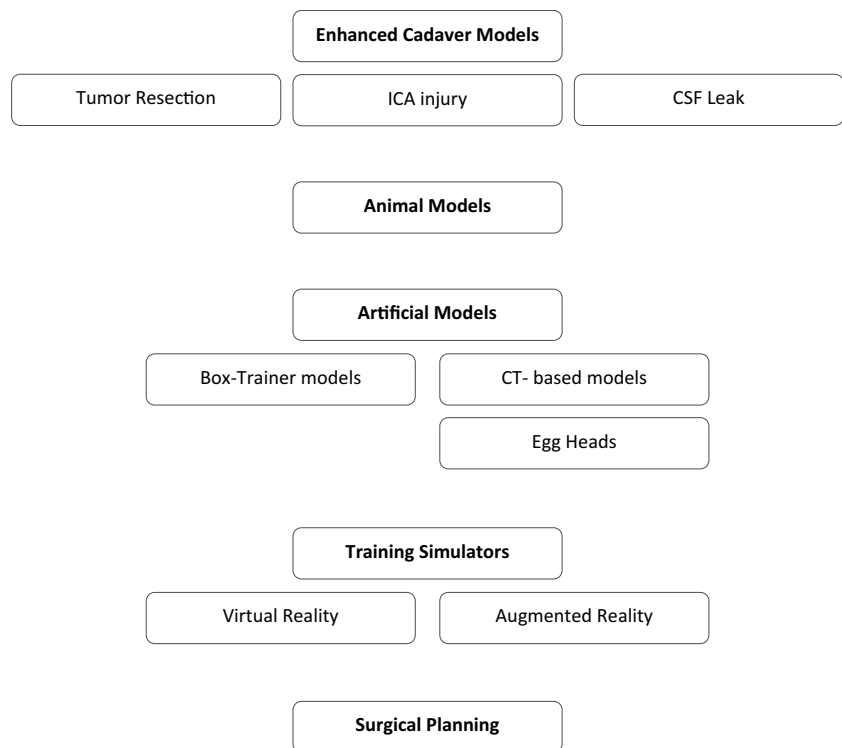 Enhanced Cadaver Models
Tumor Resection
ICA injury
CSF Leak
Animal Models
Artificial Models
Box-Trainer models
CT- based models
Egg Heads
Training Simulators
Virtual Reality
Augmented Reality
Surgical Planning